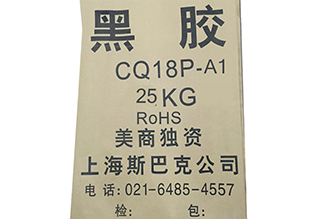 黑 胶
CQ18P-A1
25KG
RoHS
美商独资
上海斯巴克公司
电话:021-6485-4557
检: 包: